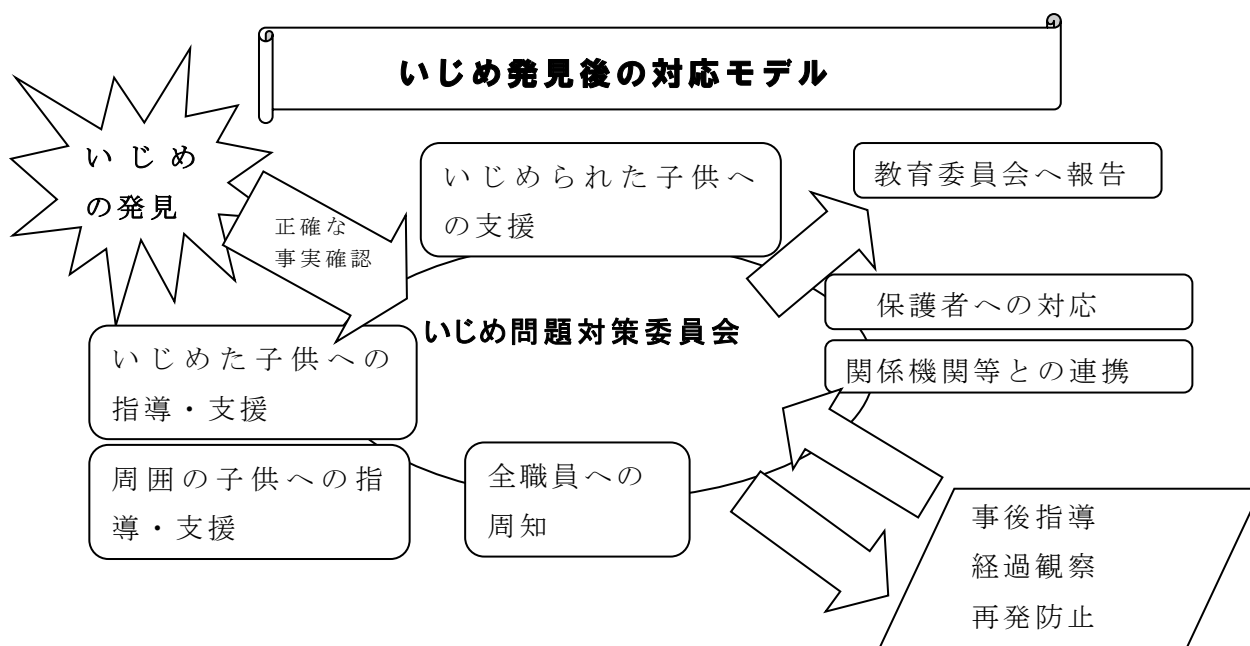 いじめ発見後の対応モデル
いじめ
の発見
正確な
事実確認
いじめられた子供へ
の支援
教育委員会へ報告
保護者への対応
関係機関等との連携
いじめ問題対策委員会
いじめた子供への
指導・支援
周囲の子供への指
導・支援
全職員への
周知
事後指導
経過観察
再発防止